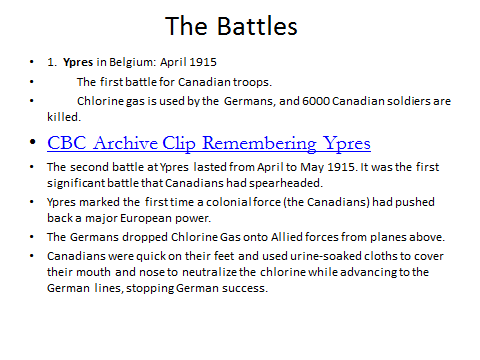 The Battles
• 1. Ypres in Belgium: April 1915
• The first battle for Canadian troops.
• Chlorine gas is used by the Germans, and 6000 Canadian soldiers are
killed.
• CBC Archive Clip Remembering Ypres
• The second battle at Ypres lasted from April to May 1915. It was the first
significant battle that Canadians had spearheaded.
• Ypres marked the first time a colonial force (the Canadians) had pushed
back a major European power.
• The Germans dropped Chlorine Gas onto Allied forces from planes above.
• Canadians were quick on their feet and used urine-soaked cloths to cover
their mouth and nose to neutralize the chlorine while advancing to the
German lines, stopping German success.